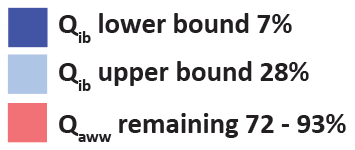 Qib lower bound 7%
Qib upper bound 28%
Qaww remaining 72 - 93%